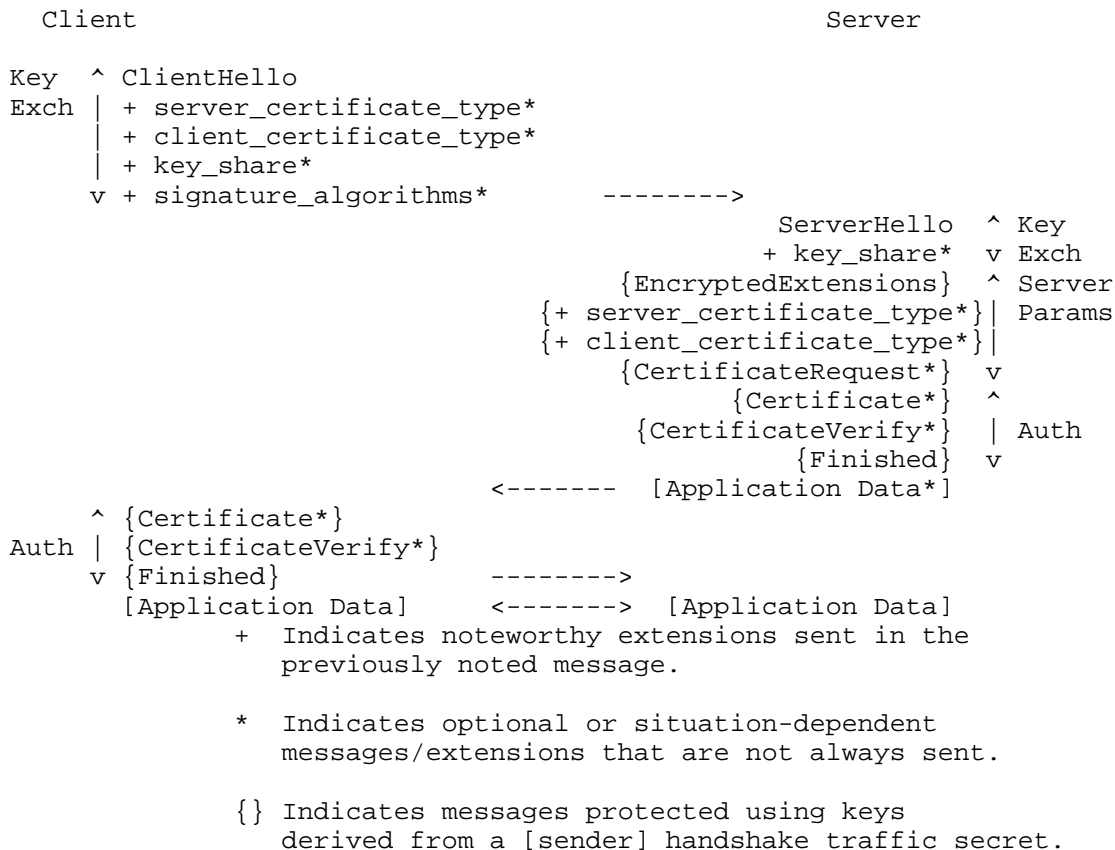 Client                                           Server

Key  ^ ClientHello
Exch | + server_certificate_type*
     | + client_certificate_type*
     | + key_share*
     v + signature_algorithms*       -------->
                                                ServerHello  ^ Key
                                               + key_share*  v Exch
                                      {EncryptedExtensions}  ^ Server
                                 {+ server_certificate_type*}| Params
                                 {+ client_certificate_type*}|
                                      {CertificateRequest*}  v
                                             {Certificate*}  ^
                                       {CertificateVerify*}  | Auth
                                                 {Finished}  v
                              <-------  [Application Data*]
     ^ {Certificate*}
Auth | {CertificateVerify*}
     v {Finished}             -------->
       [Application Data]     <------->  [Application Data]
              +  Indicates noteworthy extensions sent in the
                 previously noted message.

              *  Indicates optional or situation-dependent
                 messages/extensions that are not always sent.

              {} Indicates messages protected using keys
                 derived from a [sender] handshake traffic secret.